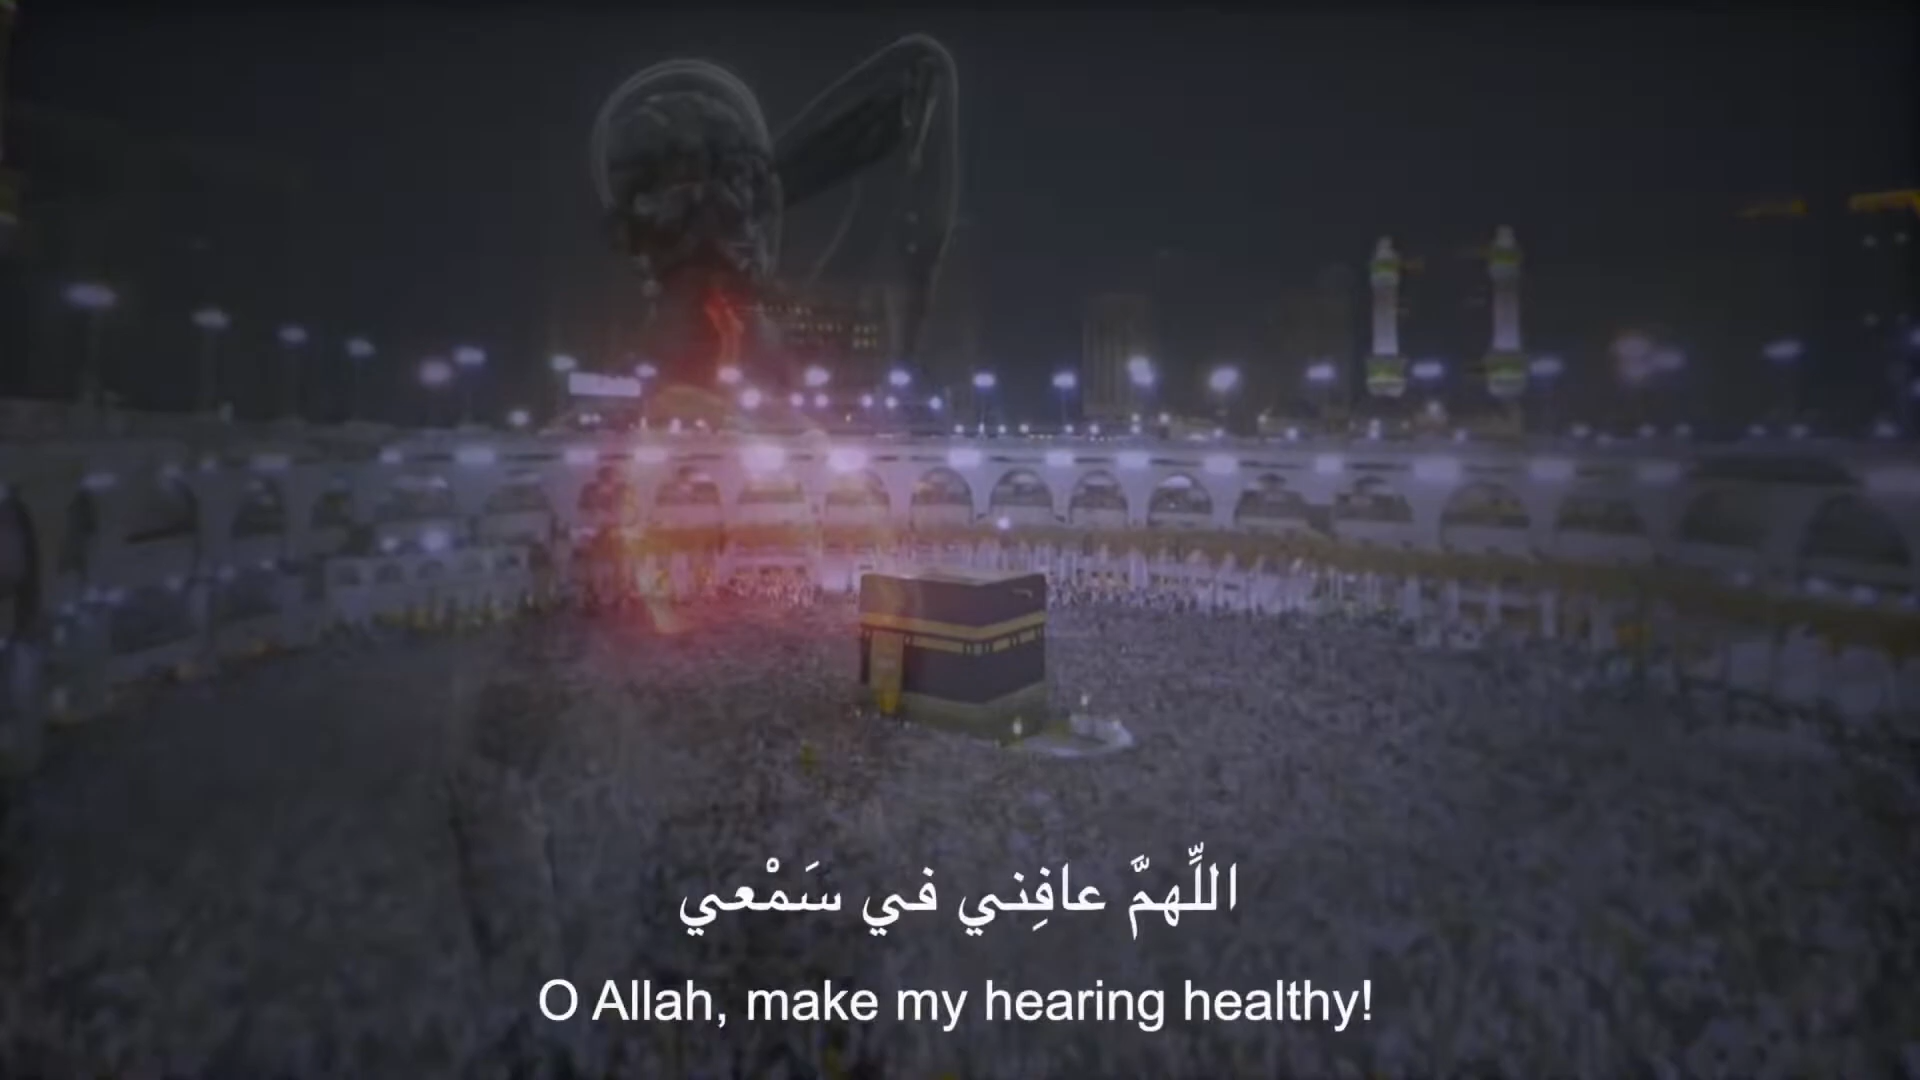 اللِّهمَّ عافِني في سَمْعي
O Allah, make my hearing healthy!